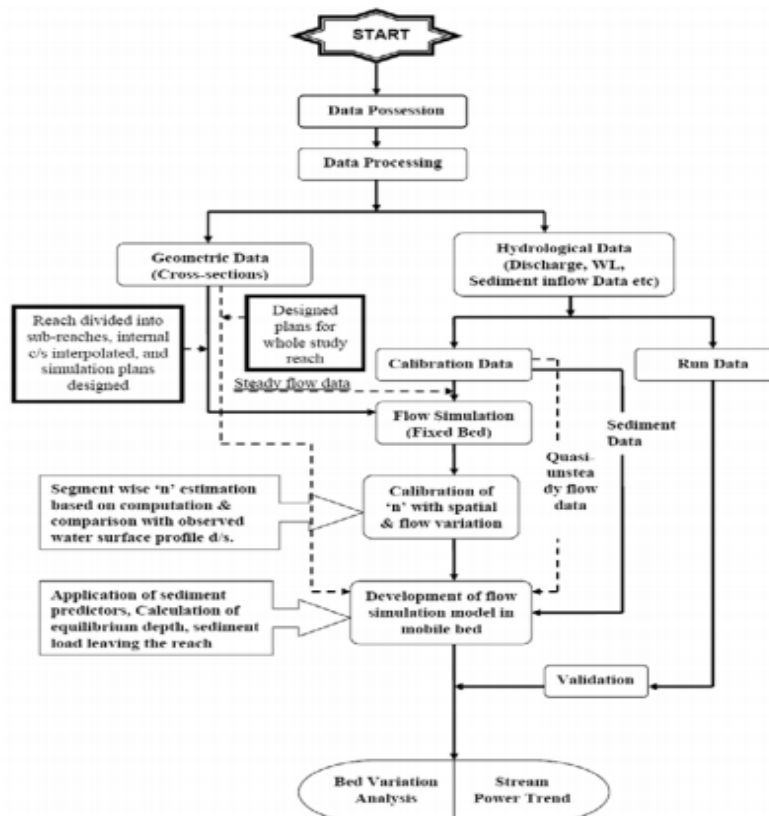 START
Data Possession
Data Processing
Geometric Data
(Cross-sections)
Hydrological Data
(Discharge, WL,
Sediment inflow Data etc)
Reach divided into
sub-reaches, internal
c/s interpolated, and
simulation plans
designed
Designed
plans for
whole study
reach
Steady flow data
Calibration Data
Run Data
Flow Simulation
(Fixed Bed)
Sediment
Data
Quasi-
unstea
dy flow
data
Segment wise ‘n’ estimation
based on computation &
comparison with observed
water surface profile d/s.
Calibration of
‘n’ with spatial
& flow variation
Application of sediment
predictors, Calculation of
equilibrium depth, sediment
load leaving the reach
Development of flow
simulation model in
mobile bed
Validation
Bed Variation
Analysis
Stream
Power Trend